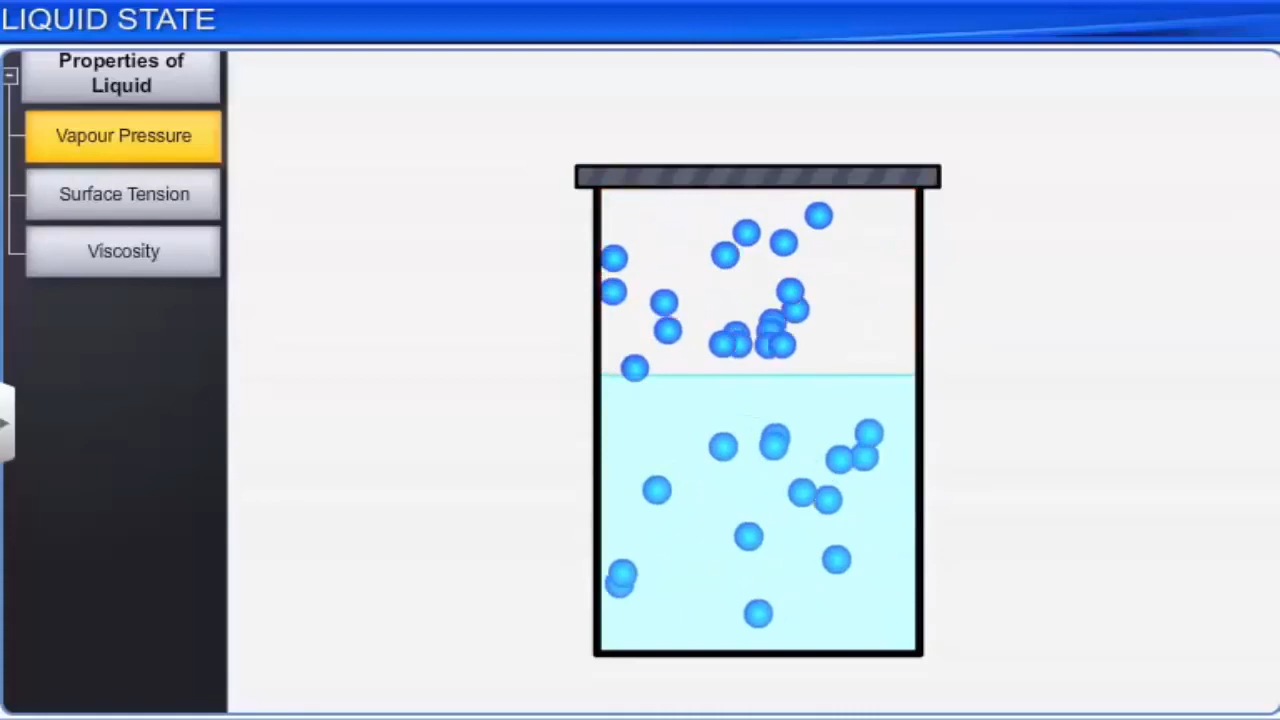 LIQUID STATE
Properties of
Liquid
Vapour Pressure
Surface Tension
Viscosity